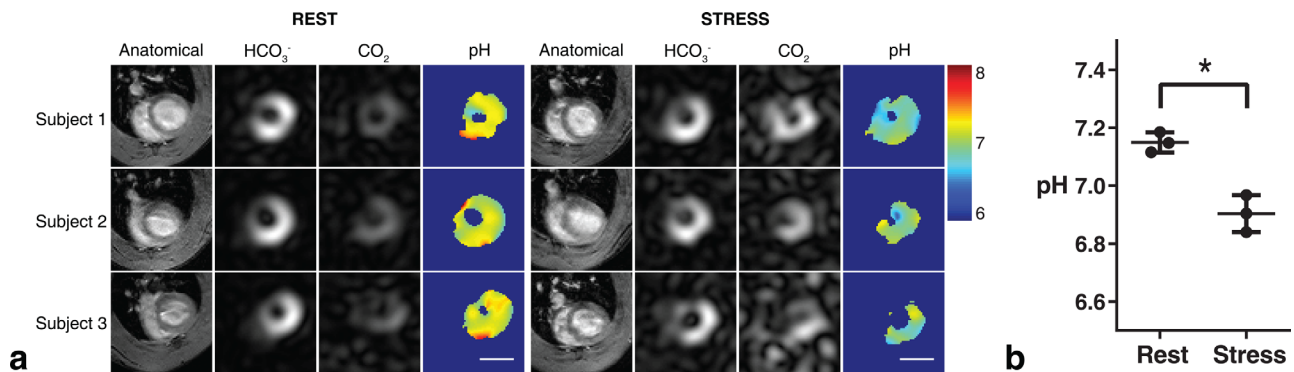 REST STRESS
Anatomical HCO₃⁻ CO₂ pH Anatomical HCO₃⁻ CO₂ pH
Subject 1
Subject 2
Subject 3
8
7
6
a
7.4
7.2
7.0
6.8
6.6
pH
*
Rest Stress
b